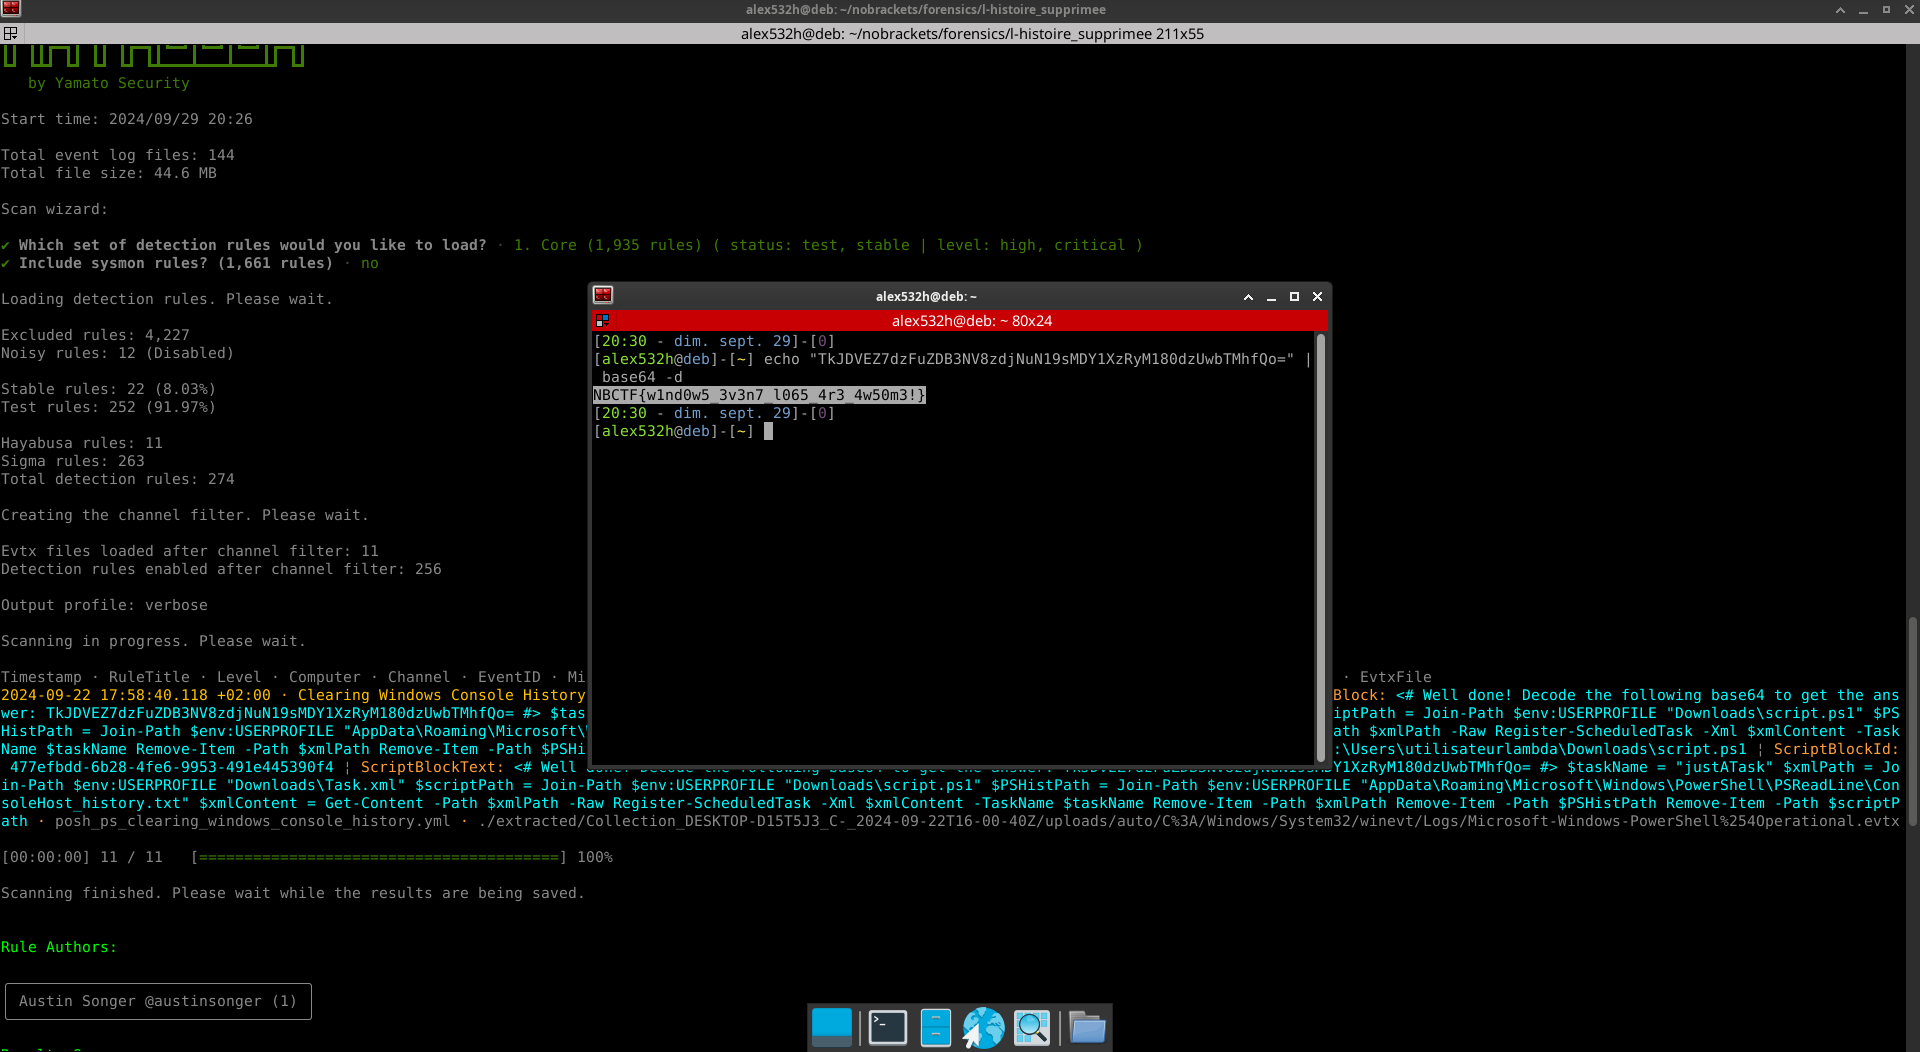 alex532h@deb: ~/nobrackets/forensics/l-histoire_supprimee
alex532h@deb: ~/nobrackets/forensics/l-histoire_supprimee 211x55
by Yamato Security
Start time: 2024/09/29 20:26
Total event log files: 144
Total file size: 44.6 MB
Scan wizard:
✔ Which set of detection rules would you like to load? · 1. Core (1,935 rules) ( status: test, stable | level: high, critical )
✔ Include sysmon rules? (1,661 rules) · no
Loading detection rules. Please wait.
Excluded rules: 4,227
Noisy rules: 12 (Disabled)
Stable rules: 22 (8.03%)
Test rules: 252 (91.97%)
Hayabusa rules: 11
Sigma rules: 263
Total detection rules: 274
Creating the channel filter. Please wait.
Evtx files loaded after channel filter: 11
Detection rules enabled after channel filter: 256
Output profile: verbose
Scanning in progress. Please wait.
alex532h@deb: ~
alex532h@deb: ~ 80x24
[20:30 - dim. sept. 29]-[0]
[alex532h@deb]-[~] echo "TkJDVEZ7dzFuZDB3NV8zdjNuN19sMDY1XzRyM180dzUwbTMhfQo=" |
base64 -d
NBCTF{w1nd0w5_3v3n7_l065_4r3_4w50m3!}
[20:30 - dim. sept. 29]-[0]
[alex532h@deb]-[~]
Timestamp · RuleTitle · Level · Computer · Channel · EventID · Mi · EvtxFile
2024-09-22 17:58:40.118 +02:00 · Clearing Windows Console History Block: <# Well done! Decode the following base64 to get the ans
wer: TkJDVEZ7dzFuZDB3NV8zdjNuN19sMDY1XzRyM180dzUwbTMhfQo= #> $tas iptPath = Join-Path $env:USERPROFILE "Downloads\script.ps1" $PS
HistPath = Join-Path $env:USERPROFILE "AppData\Roaming\Microsoft\ ath $xmlPath -Raw Register-ScheduledTask -Xml $xmlContent -Task
Name $taskName Remove-Item -Path $xmlPath Remove-Item -Path $PSHi :\Users\utilisateurlambda\Downloads\script.ps1 ¦ ScriptBlockId:
477efbdd-6b28-4fe6-9953-491e445390f4 ¦ ScriptBlockText: <# Well Y1XzRyM180dzUwbTMhfQo= #> $taskName = "justATask" $xmlPath = Jo
in-Path $env:USERPROFILE "Downloads\Task.xml" $scriptPath = Join-Path $env:USERPROFILE "Downloads\script.ps1" $PSHistPath = Join-Path $env:USERPROFILE "AppData\Roaming\Microsoft\Windows\PowerShell\PSReadLine\Con
soleHost_history.txt" $xmlContent = Get-Content -Path $xmlPath -Raw Register-ScheduledTask -Xml $xmlContent -TaskName $taskName Remove-Item -Path $xmlPath Remove-Item -Path $PSHistPath Remove-Item -Path $scriptP
ath · posh_ps_clearing_windows_console_history.yml · ./extracted/Collection_DESKTOP-D15T5J3_C-_2024-09-22T16-00-40Z/uploads/auto/C%3A/Windows/System32/winevt/Logs/Microsoft-Windows-PowerShell%254Operational.evtx
[00:00:00] 11 / 11 [========================================] 100%
Scanning finished. Please wait while the results are being saved.
Rule Authors:
Austin Songer @austinsonger (1)